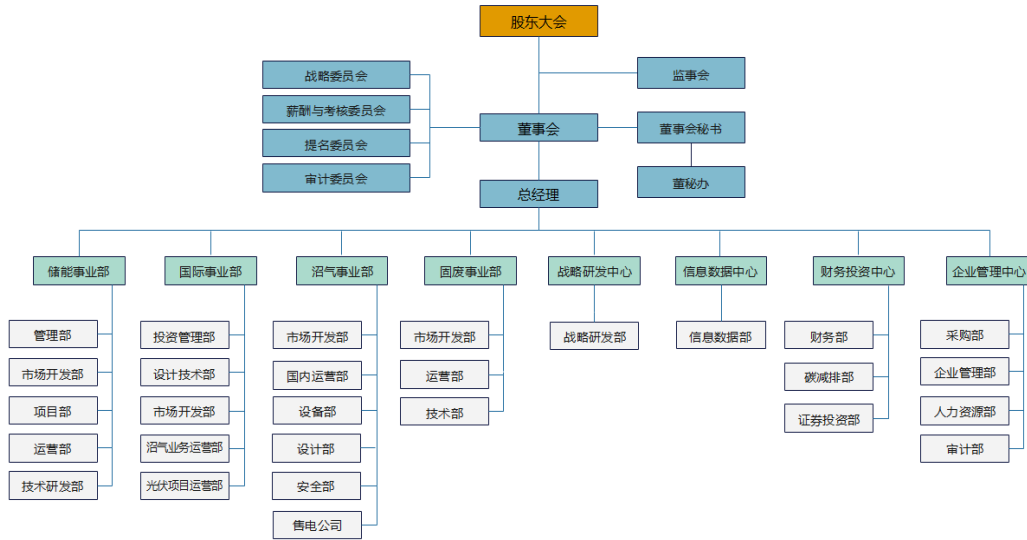 股东大会
战略委员会
监事会
薪酬与考核委员会
董事会
董事会秘书
提名委员会
审计委员会
董秘办
总经理
储能事业部
国际事业部
沼气事业部
固废事业部
战略研发中心
信息数据中心
财务投资中心
企业管理中心
管理部
市场开发部
项目部
运营部
技术研发部
投资管理部
设计技术部
市场开发部
沼气业务运营部
光伏项目运营部
市场开发部
国内运营部
设备部
设计部
安全部
售电公司
市场开发部
运营部
技术部
战略研发部
信息数据部
财务部
碳减排部
证券投资部
采购部
企业管理部
人力资源部
审计部